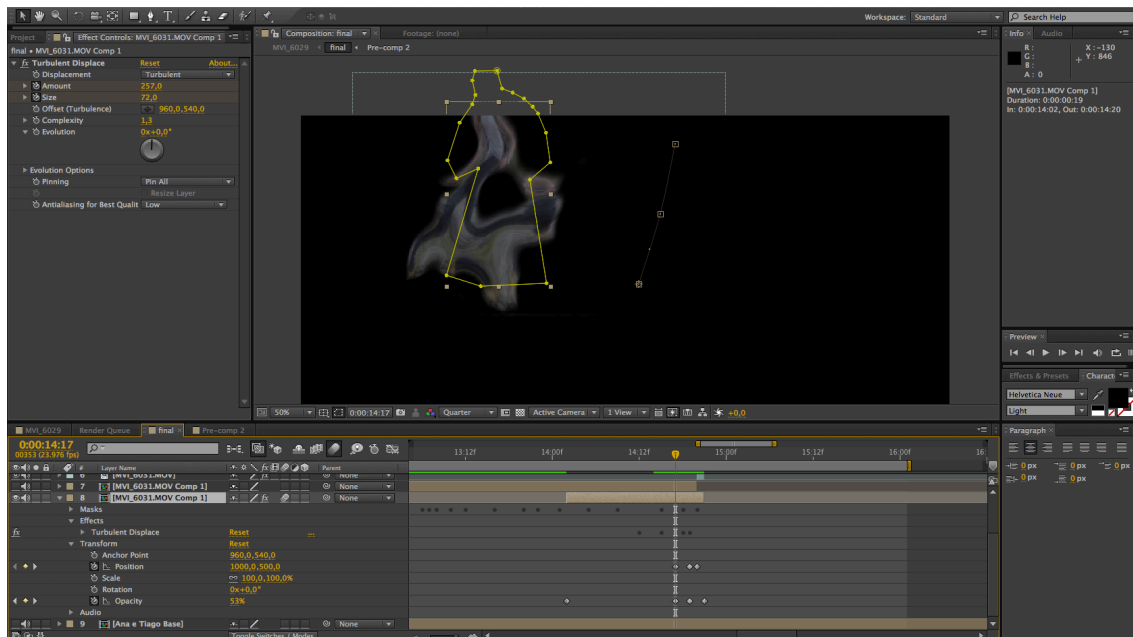 Workspace: Standard
Search Help
Project
Effect Controls: MVI_6031.MOV Comp 1
final • MVI_6031.MOV Comp 1
fx Turbulent Displace Reset About...
Displacement Turbulent
Amount 257,0
Size 72,0
Offset (Turbulence) 960,0,540,0
Complexity 1,3
Evolution 0x+0,0°
Evolution Options
Pinning Pin All
Resize Layer
Antialiasing for Best Qualit Low
Composition: final
Footage: (none)
MVI_6029 final Pre-comp 2
50% 0:00:14:17 Quarter Active Camera 1 View +0,0
Info Audio
R :
G :
B :
A : 0
X : -130
Y : 846
[MVI_6031.MOV Comp 1]
Duration: 0:00:00:19
In: 0:00:14:02, Out: 0:00:14:20
Preview
Effects & Presets Charact
Helvetica Neue
Light
Paragraph
0 px 0 px 0 px
0 px 0 px
MVI_6029 Render Queue final Pre-comp 2
0:00:14:17
00353 (23.976 fps)
# Layer Name Parent
13:12f 14:00f 14:12f 15:00f 15:12f 16:00f 16:
6 [MVI_6031.MOV] None
7 [MVI_6031.MOV Comp 1] None
8 [MVI_6031.MOV Comp 1] fx None
Masks
Effects
fx Turbulent Displace Reset ...
Transform Reset
Anchor Point 960,0,540,0
Position 1000,0,500,0
Scale 100,0,100,0%
Rotation 0x+0,0°
Opacity 53%
Audio
9 [Ana e Tiago Base] None
Toggle Switches / Modes